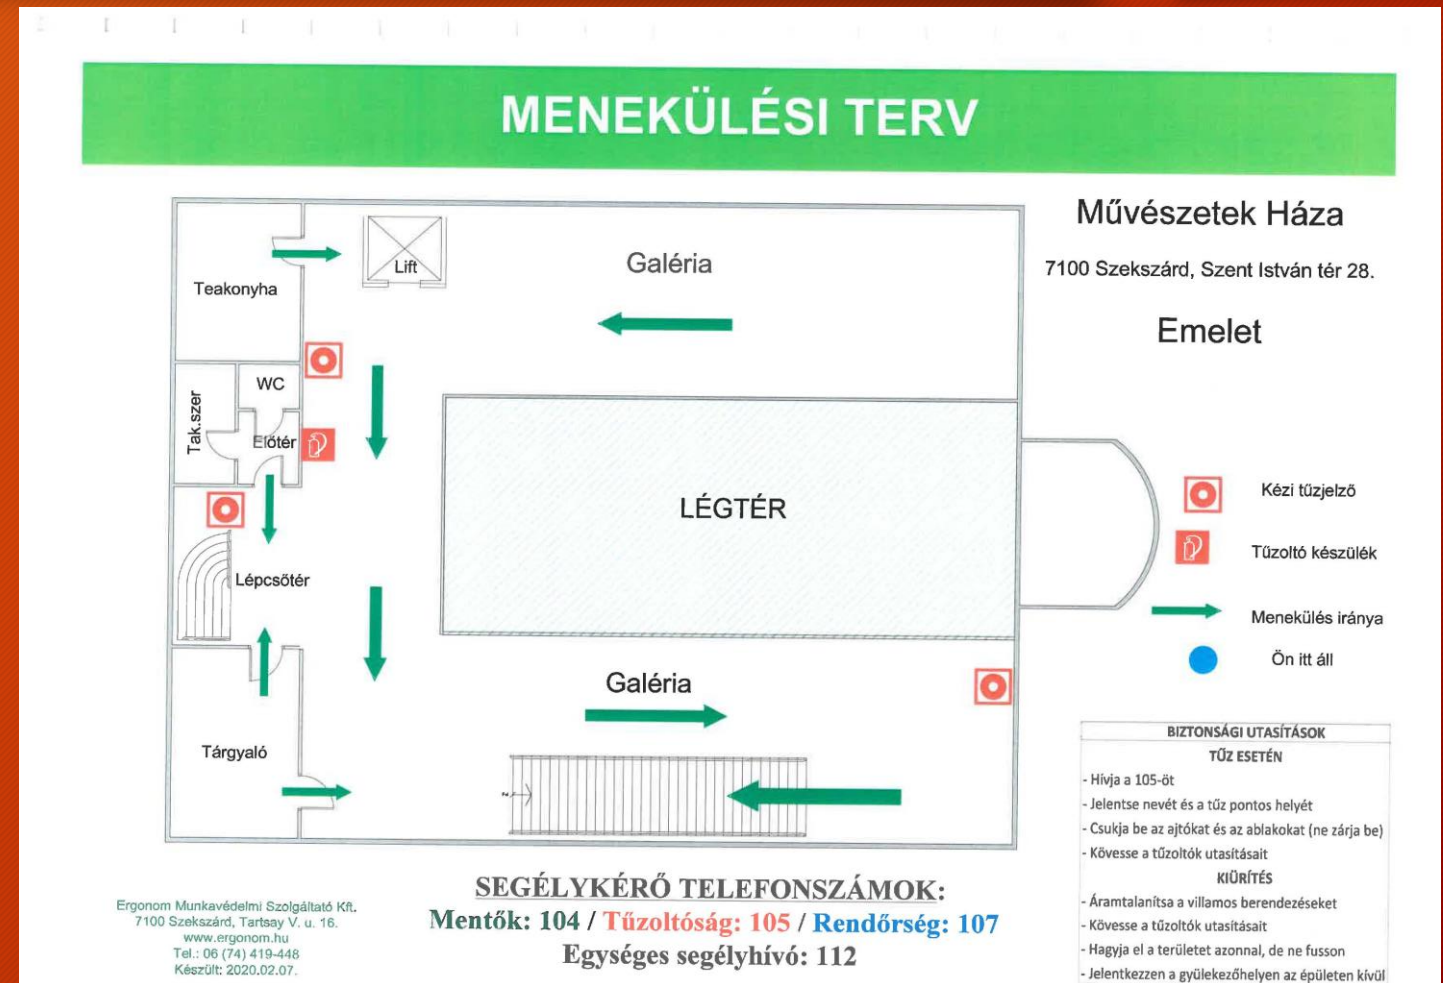 MENEKÜLÉSI TERV
Művészetek Háza
7100 Szekszárd, Szent István tér 28.
Emelet
Lift
Galéria
Teakonyha
WC
Tak.szer
Előtér
LÉGTÉR
Lépcsőtér
Galéria
Tárgyaló
Kézi tűzjelző
Tűzoltó készülék
Menekülés iránya
Ön itt áll
BIZTONSÁGI UTASÍTÁSOK
TŰZ ESETÉN
- Hívja a 105-öt
- Jelentse nevét és a tűz pontos helyét
- Csukja be az ajtókat és az ablakokat (ne zárja be)
- Kövesse a tűzoltók utasításait
KIÜRÍTÉS
- Áramtalanítsa a villamos berendezéseket
- Kövesse a tűzoltók utasításait
- Hagyja el a területet azonnal, de ne fusson
- Jelentkezzen a gyülekezőhelyen az épületen kívül
SEGÉLYKÉRŐ TELEFONSZÁMOK:
Mentők: 104 / Tűzoltóság: 105 / Rendőrség: 107
Egységes segélyhívó: 112
Ergonom Munkavédelmi Szolgáltató Kft.
7100 Szekszárd, Tartsay V. u. 16.
www.ergonom.hu
Tel.: 06 (74) 419-448
Készült: 2020.02.07.